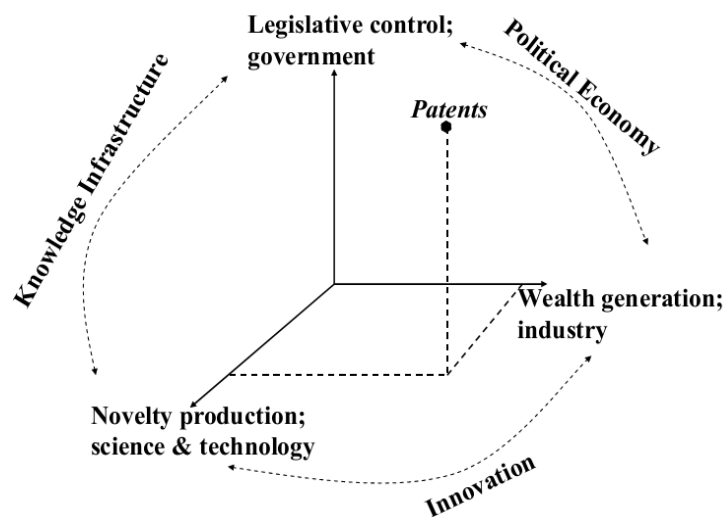 Legislative control;
government
Political Economy
Knowledge Infrastructure
Patents
Wealth generation;
industry
Novelty production;
science & technology
Innovation